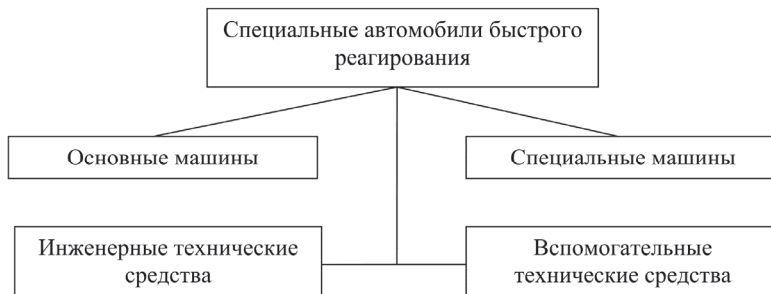 Специальные автомобили быстрого
реагирования
Основные машины
Специальные машины
Инженерные технические
средства
Вспомогательные
технические средства